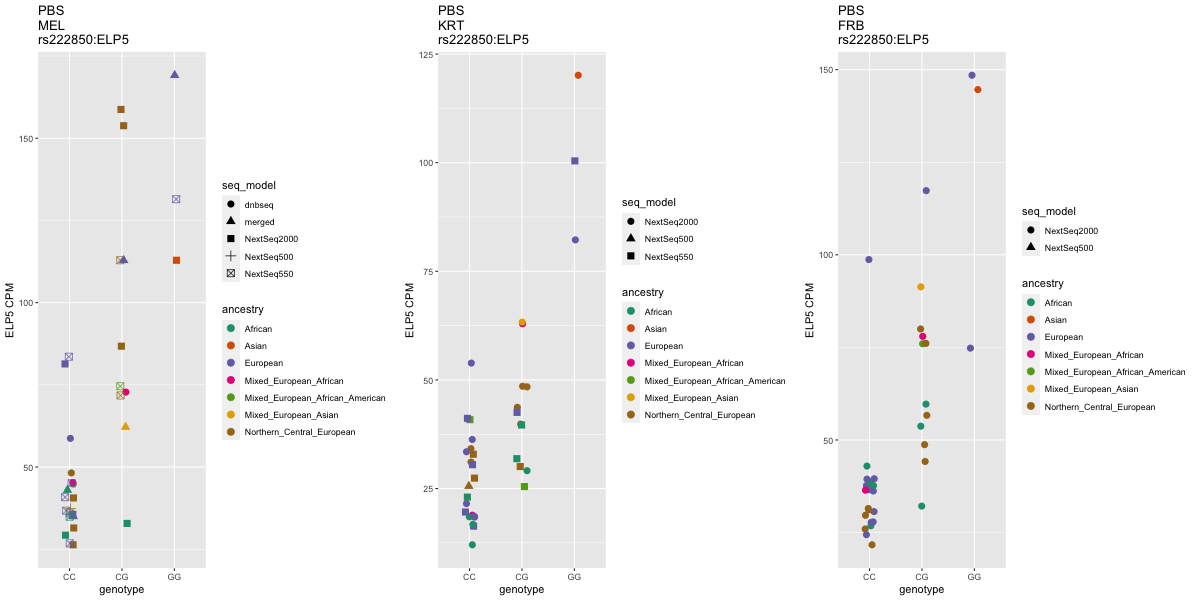 PBS
MEL
rs222850:ELP5
150
100
50
ELP5 CPM
CC
CG
GG
genotype
seq_model
dnbseq
merged
NextSeq2000
NextSeq500
NextSeq550
ancestry
African
Asian
European
Mixed_European_African
Mixed_European_African_American
Mixed_European_Asian
Northern_Central_European
PBS
KRT
rs222850:ELP5
125
100
75
50
25
ELP5 CPM
CC
CG
GG
genotype
seq_model
NextSeq2000
NextSeq500
NextSeq550
ancestry
African
Asian
European
Mixed_European_African
Mixed_European_African_American
Mixed_European_Asian
Northern_Central_European
PBS
FRB
rs222850:ELP5
150
100
50
ELP5 CPM
CC
CG
GG
genotype
seq_model
NextSeq2000
NextSeq500
ancestry
African
Asian
European
Mixed_European_African
Mixed_European_African_American
Mixed_European_Asian
Northern_Central_European